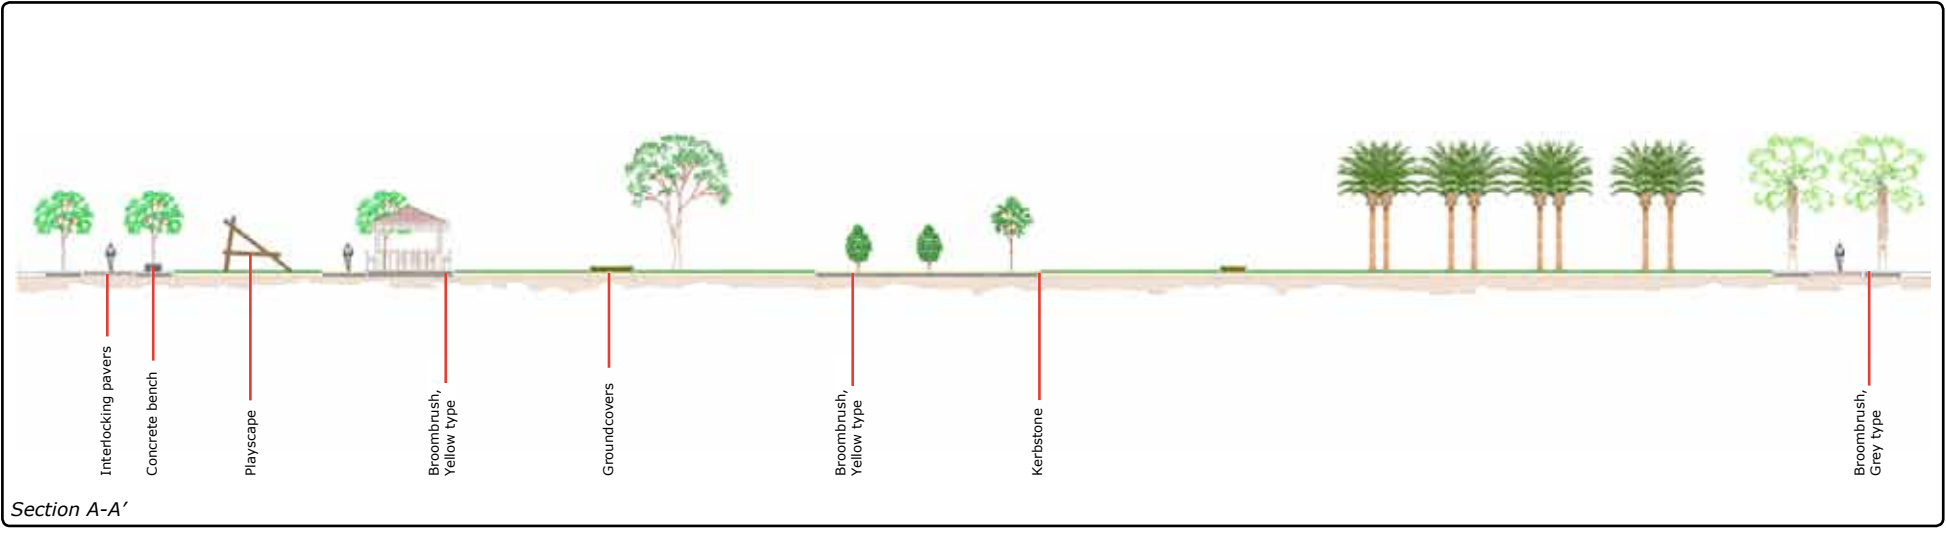 Interlocking pavers
Concrete bench
Playscape
Broombrush,
Yellow type
Groundcovers
Broombrush,
Yellow type
Kerbstone
Broombrush,
Grey type
Section A-A’